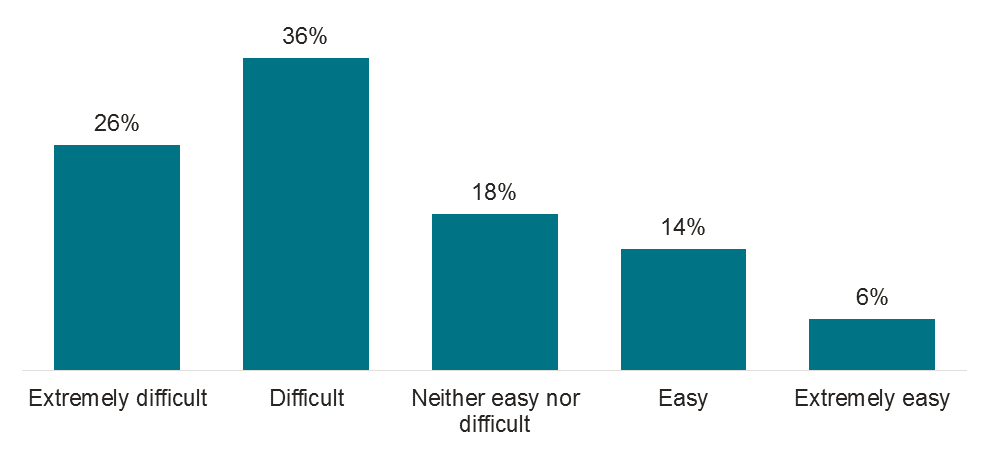 36%
26%
18%
14%
6%
Extremely difficult
Difficult
Neither easy nor
difficult
Easy
Extremely easy